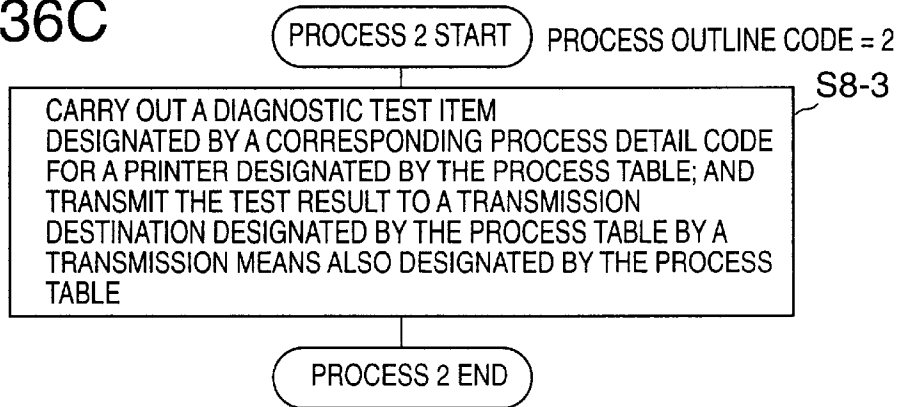 36C
PROCESS 2 START
PROCESS OUTLINE CODE = 2
S8-3
CARRY OUT A DIAGNOSTIC TEST ITEM
DESIGNATED BY A CORRESPONDING PROCESS DETAIL CODE
FOR A PRINTER DESIGNATED BY THE PROCESS TABLE; AND
TRANSMIT THE TEST RESULT TO A TRANSMISSION
DESTINATION DESIGNATED BY THE PROCESS TABLE BY A
TRANSMISSION MEANS ALSO DESIGNATED BY THE PROCESS
TABLE
PROCESS 2 END